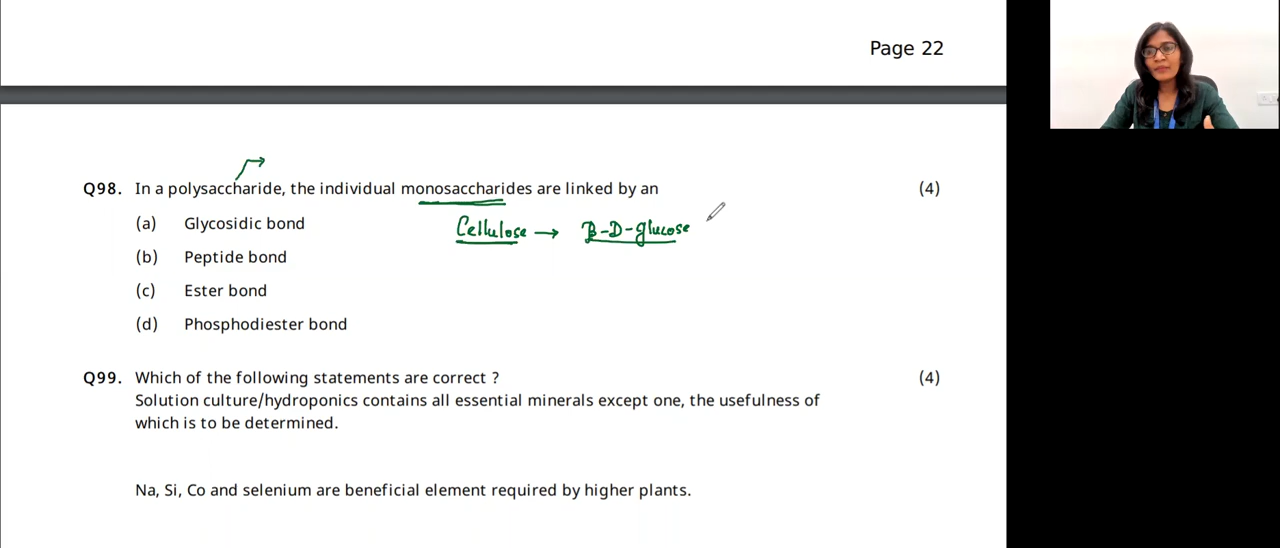 Page 22
Q98. In a polysaccharide, the individual monosaccharides are linked by an (4)
(a) Glycosidic bond
Cellulose → β-D-glucose
(b) Peptide bond
(c) Ester bond
(d) Phosphodiester bond
Q99. Which of the following statements are correct ? (4)
Solution culture/hydroponics contains all essential minerals except one, the usefulness of
which is to be determined.
Na, Si, Co and selenium are beneficial element required by higher plants.